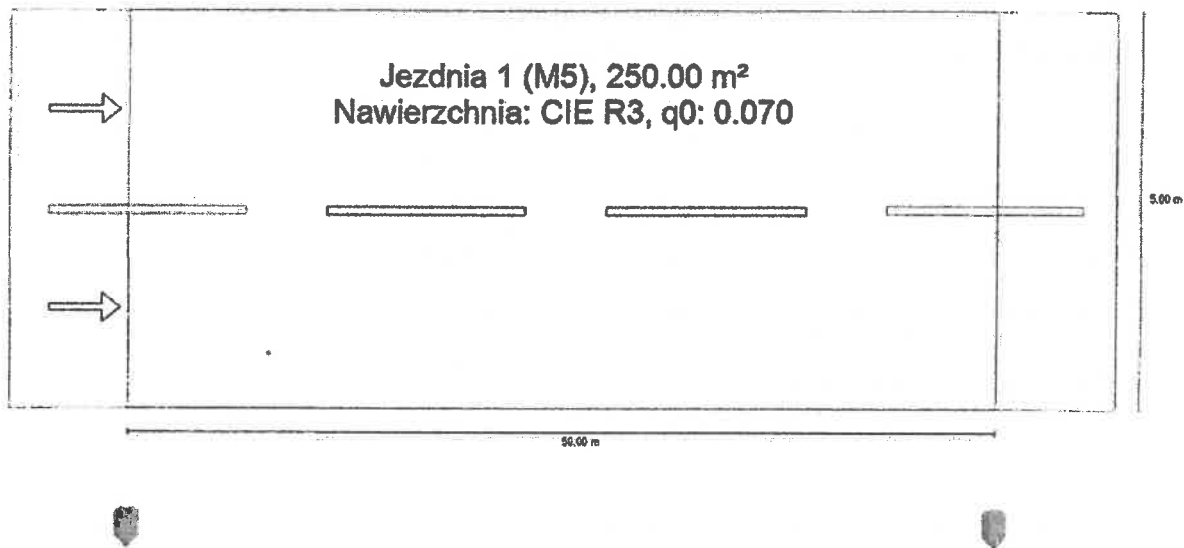 Jezdnia 1 (M5), 250.00 m²
Nawierzchnia: CIE R3, q0: 0.070
5.00 m
50.00 m